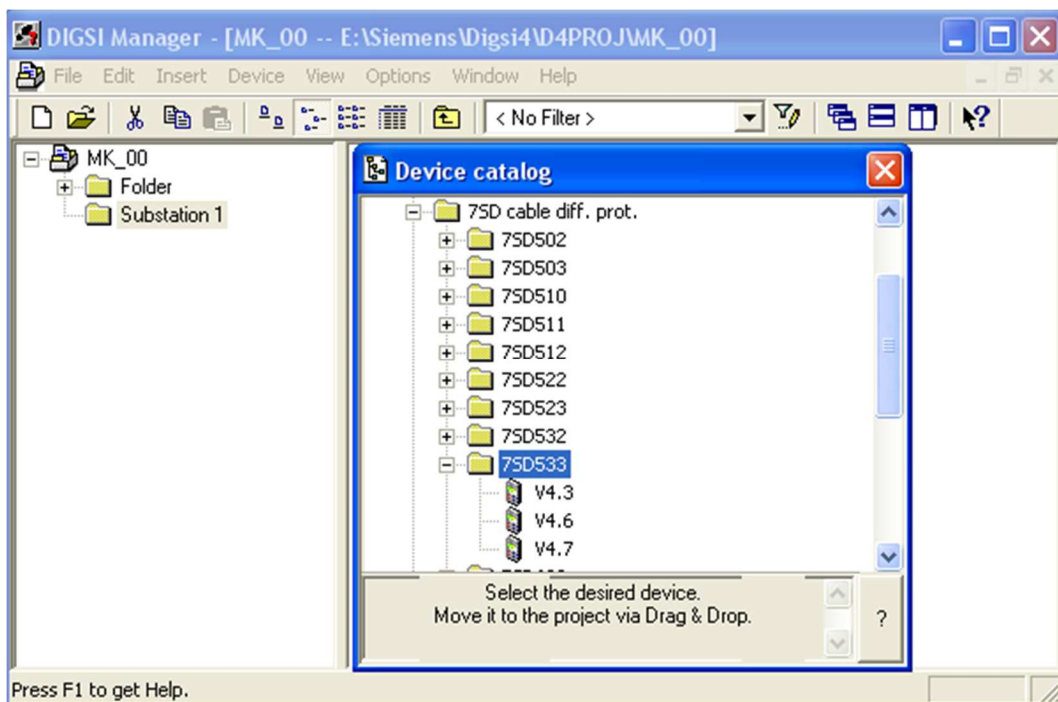 DIGSI Manager - [MK_00 -- E:\Siemens\Digsi4\D4PROJ\MK_00]
File Edit Insert Device View Options Window Help
< No Filter >
MK_00
Folder
Substation 1
Device catalog
7SD cable diff. prot.
7SD502
7SD503
7SD510
7SD511
7SD512
7SD522
7SD523
7SD532
7SD533
V4.3
V4.6
V4.7
Select the desired device.
Move it to the project via Drag & Drop.
?
Press F1 to get Help.